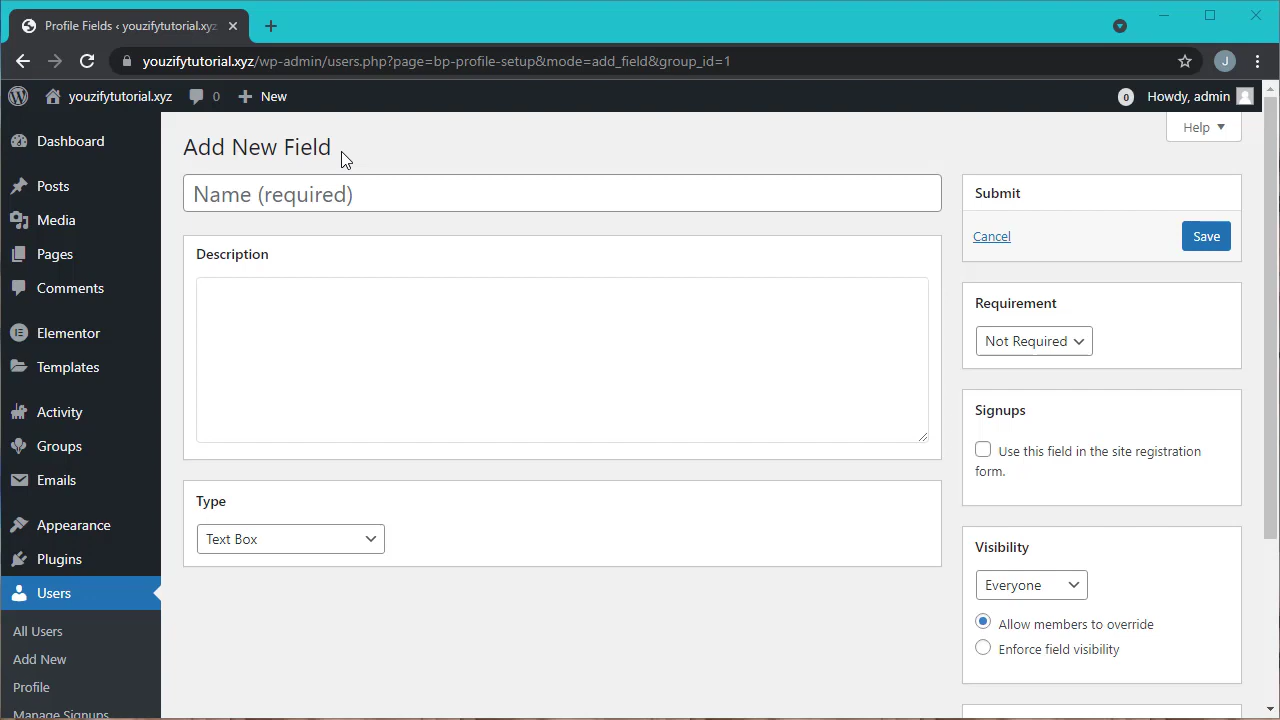 Profile Fields ‹ youzifytutorial.xyz
youzifytutorial.xyz/wp-admin/users.php?page=bp-profile-setup&mode=add_field&group_id=1
J
youzifytutorial.xyz
0
New
0
Howdy, admin
Help
Dashboard
Posts
Media
Pages
Comments
Elementor
Templates
Activity
Groups
Emails
Appearance
Plugins
Users
All Users
Add New
Profile
Manage Signups
Add New Field
Name (required)
Description
Type
Text Box
Submit
Cancel
Save
Requirement
Not Required
Signups
Use this field in the site registration
form.
Visibility
Everyone
Allow members to override
Enforce field visibility